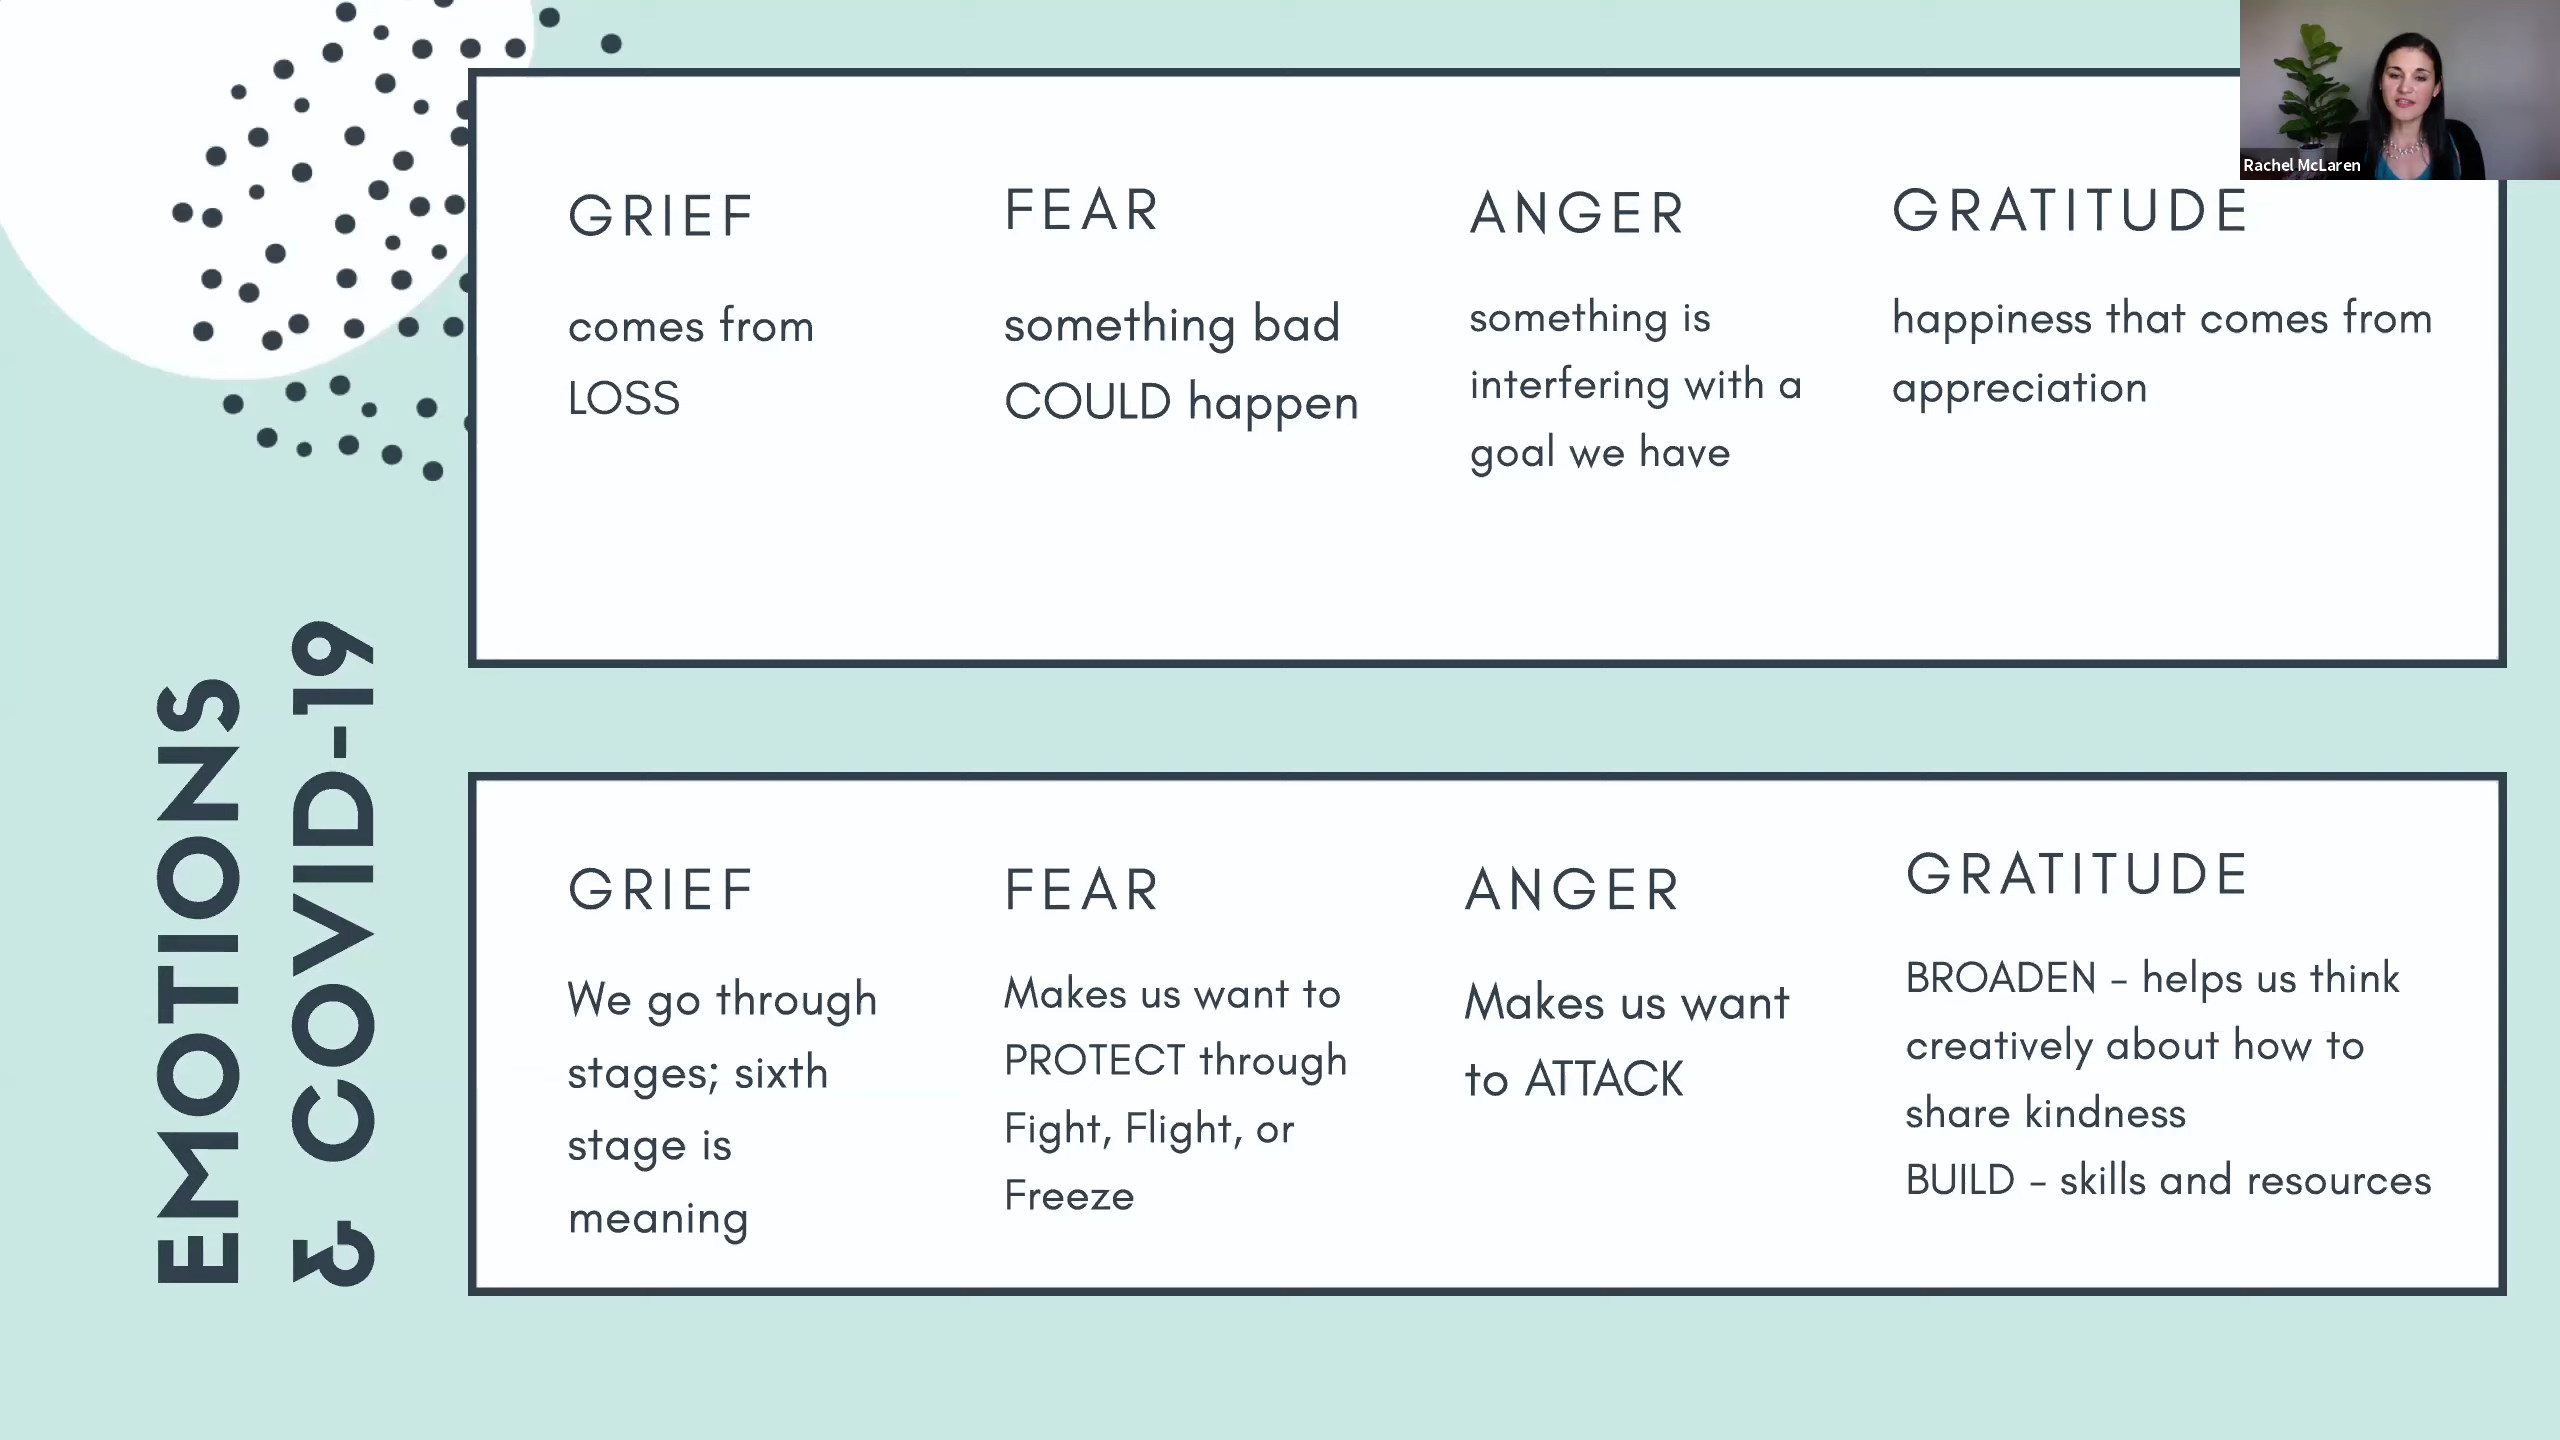 EMOTIONS
& COVID-19
GRIEF
comes from
LOSS
FEAR
something bad
COULD happen
ANGER
something is
interfering with a
goal we have
GRATITUDE
happiness that comes from
appreciation
Rachel McLaren
GRIEF
We go through
stages; sixth
stage is
meaning
FEAR
Makes us want to
PROTECT through
Fight, Flight, or
Freeze
ANGER
Makes us want
to ATTACK
GRATITUDE
BROADEN - helps us think
creatively about how to
share kindness
BUILD - skills and resources